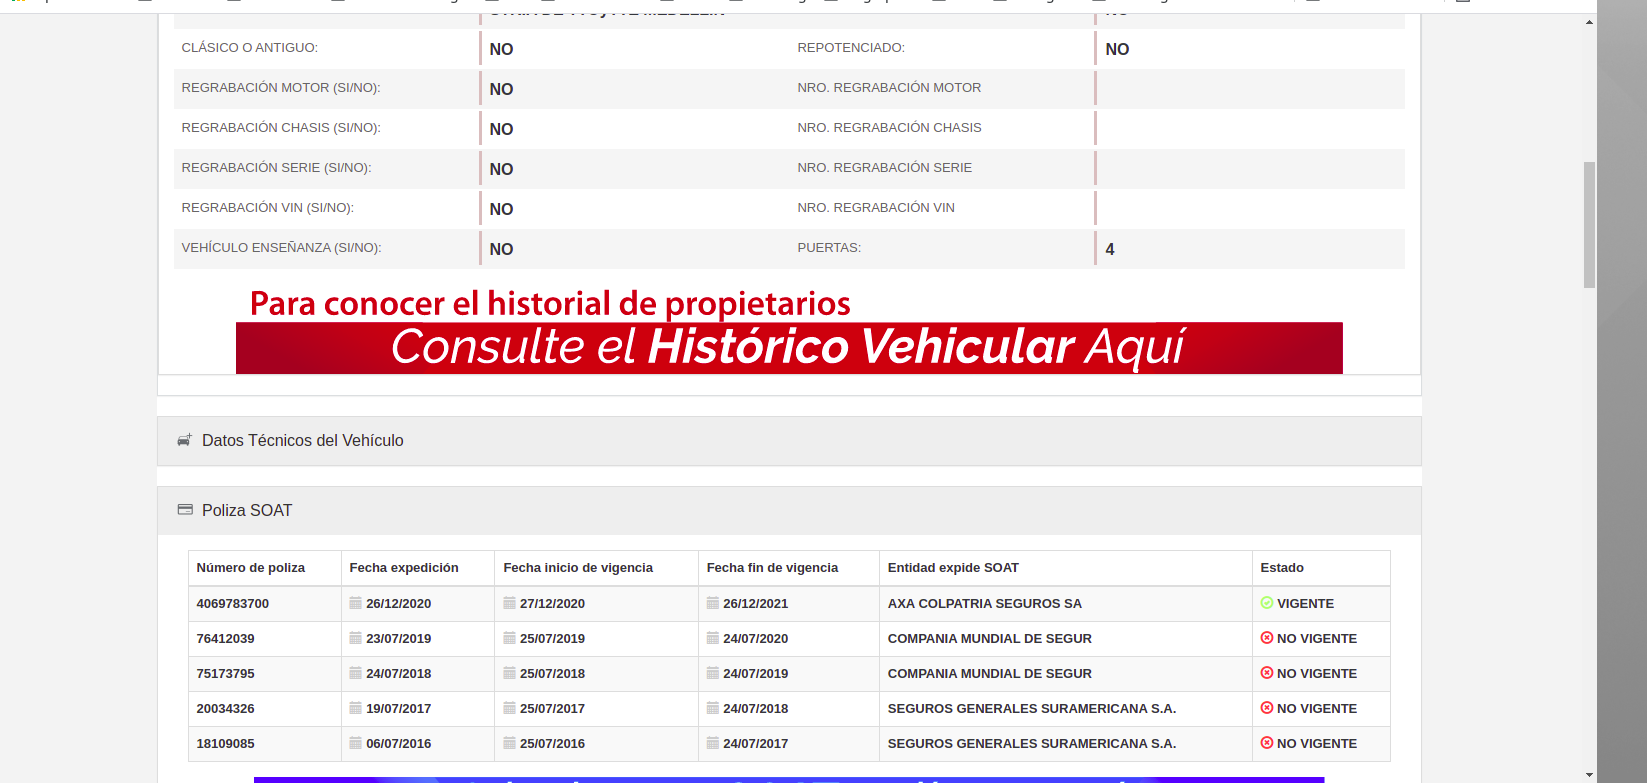 CLÁSICO O ANTIGUO: NO REPOTENCIADO: NO
REGRABACIÓN MOTOR (SI/NO): NO NRO. REGRABACIÓN MOTOR
REGRABACIÓN CHASIS (SI/NO): NO NRO. REGRABACIÓN CHASIS
REGRABACIÓN SERIE (SI/NO): NO NRO. REGRABACIÓN SERIE
REGRABACIÓN VIN (SI/NO): NO NRO. REGRABACIÓN VIN
VEHÍCULO ENSEÑANZA (SI/NO): NO PUERTAS: 4
Para conocer el historial de propietarios
Consulte el Histórico Vehicular Aquí
Datos Técnicos del Vehículo
Poliza SOAT
Número de poliza Fecha expedición Fecha inicio de vigencia Fecha fin de vigencia Entidad expide SOAT Estado
4069783700 26/12/2020 27/12/2020 26/12/2021 AXA COLPATRIA SEGUROS SA VIGENTE
76412039 23/07/2019 25/07/2019 24/07/2020 COMPANIA MUNDIAL DE SEGUR NO VIGENTE
75173795 24/07/2018 25/07/2018 24/07/2019 COMPANIA MUNDIAL DE SEGUR NO VIGENTE
20034326 19/07/2017 25/07/2017 24/07/2018 SEGUROS GENERALES SURAMERICANA S.A. NO VIGENTE
18109085 06/07/2016 25/07/2016 24/07/2017 SEGUROS GENERALES SURAMERICANA S.A. NO VIGENTE